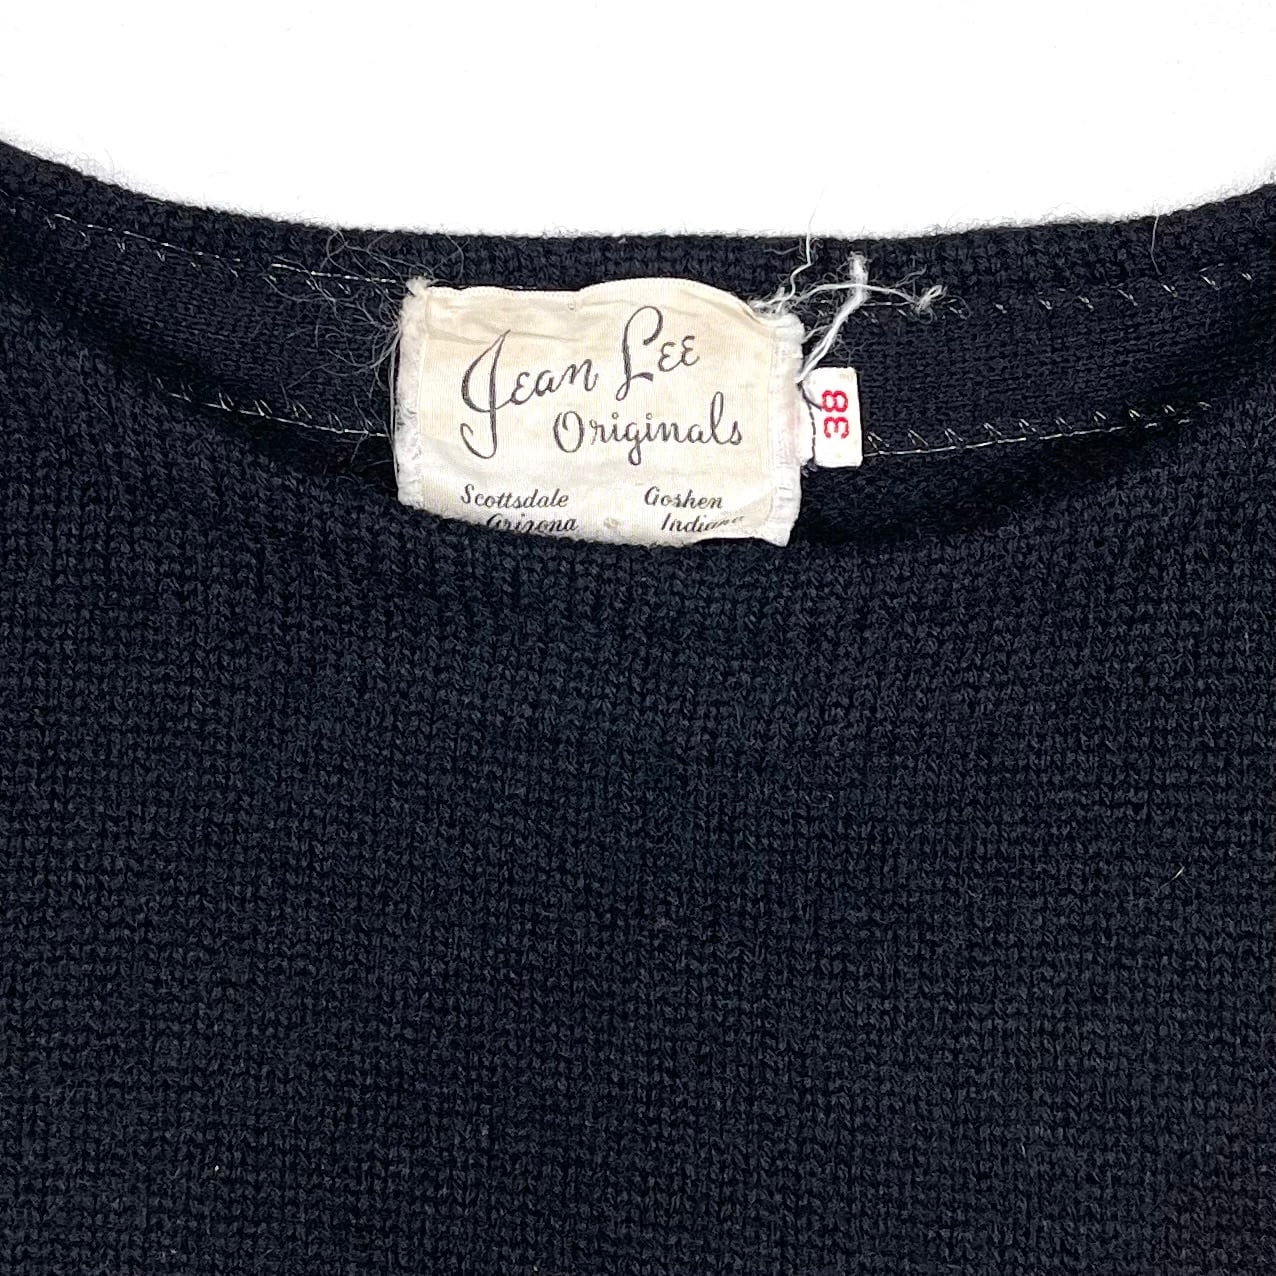 Jean Lee
Originals
Scottsdale Goshen
Arizona Indiana
38